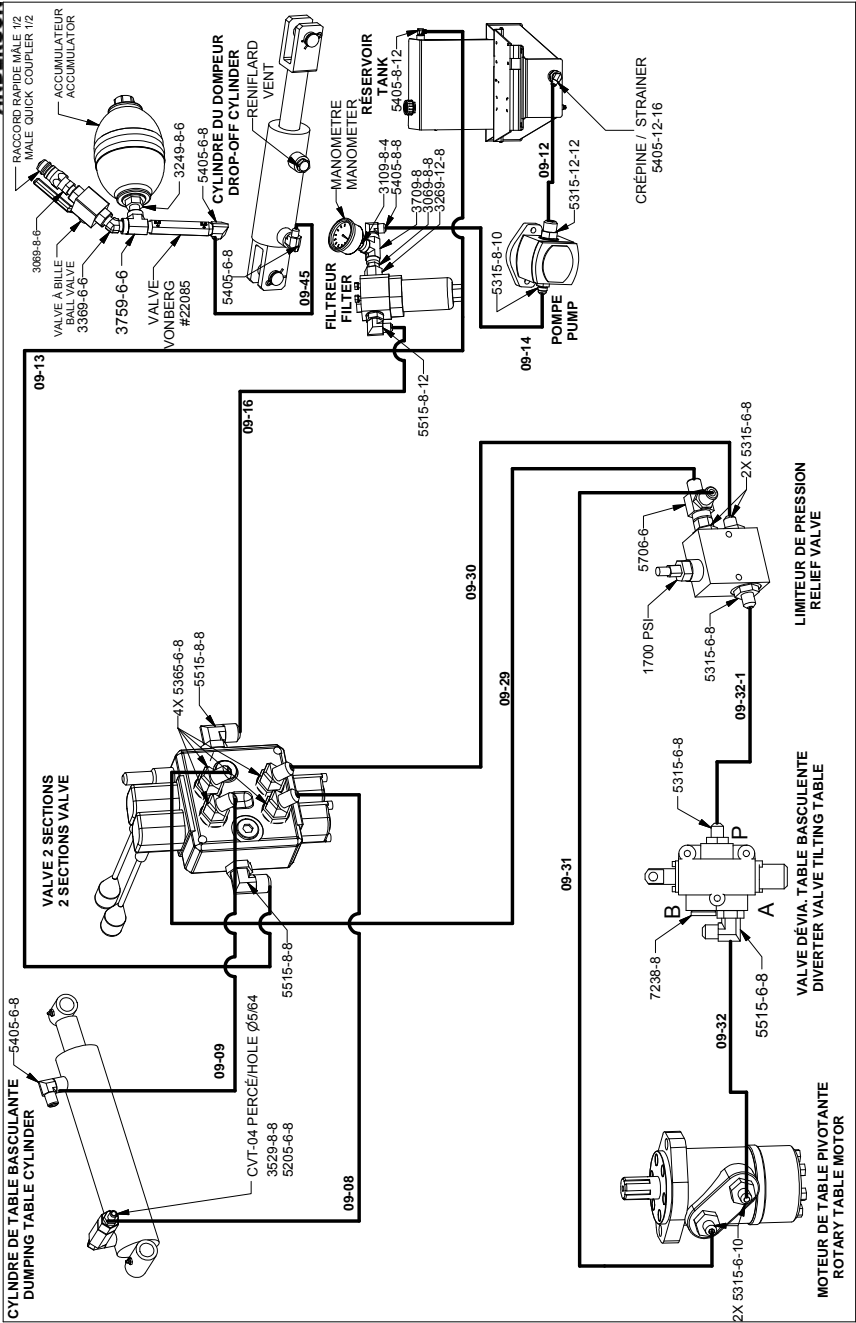 CYLNDRE DE TABLE BASCULANTE
DUMPING TABLE CYLINDER
5405-6-8
CVT-04 PERCÉ/HOLE Ø5/64
3529-8-8
5205-6-8
09-09
09-08
VALVE 2 SECTIONS
2 SECTIONS VALVE
4X 5365-6-8
5515-8-8
5515-8-8
09-13
09-16
RACCORD RAPIDE MÂLE 1/2
MALE QUICK COUPLER 1/2
ACCUMULATEUR
ACCUMULATOR
3069-8-6
VALVE À BILLE
BALL VALVE
3369-6-6
3249-8-6
3759-6-6
VALVE
VONBERG
#22085
5405-6-8
CYLINDRE DU DOMPEUR
DROP-OFF CYLINDER
RENIFLARD
VENT
5405-6-8
09-45
FILTREUR
FILTER
MANOMETRE
MANOMETER
3109-8-4
5405-8-8
3709-8
3069-8-8
3269-12-8
5515-8-12
RÉSERVOIR
TANK
5405-8-12
09-12
CRÉPINE / STRAINER
5405-12-16
5315-12-12
5315-8-10
POMPE
PUMP
09-14
09-30
09-29
09-31
5706-6
2X 5315-6-8
1700 PSI
5315-6-8
LIMITEUR DE PRESSION
RELIEF VALVE
09-32-1
5315-6-8
P
B
A
7238-8
5515-6-8
VALVE DÉVIA. TABLE BASCULENTE
DIVERTER VALVE TILTING TABLE
09-32
2X 5315-6-10
MOTEUR DE TABLE PIVOTANTE
ROTARY TABLE MOTOR